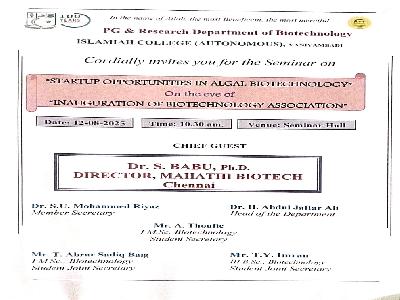 100
YEARS
In the name of Allah, the most Beneficent, the most merciful
PG & Research Department of Biotechnology
ISLAMIAH COLLEGE (AUTONOMOUS), VANIYAMBADI
Cordially invites you for the Seminar on
"STARTUP OPPORTUNITIES IN ALGAL BIOTECHNOLOGY"
On the eve of
"INAUGURATION OF BIOTECHNOLOGY ASSOCIATION"
Date: 12-08-2025 Time: 10.30 am. Venue: Seminar Hall
CHIEF GUEST
Dr. S. BABU, Ph.D.
DIRECTOR, MAHATHI BIOTECH
Chennai
Dr. S.U. Mohammed Riyaz Dr. H. Abdul Jaffar Ali
Member Secretary Head of the Department
Mr. A. Thoufic
I M.Sc., Biotechnology
Student Secretary
Mr. T. Abrar Sadiq Baig Mr. T.Y. Imran
I M.Sc., Biotechnology III B.Sc., Biotechnology
Student Joint Secretary Student Joint Secretary